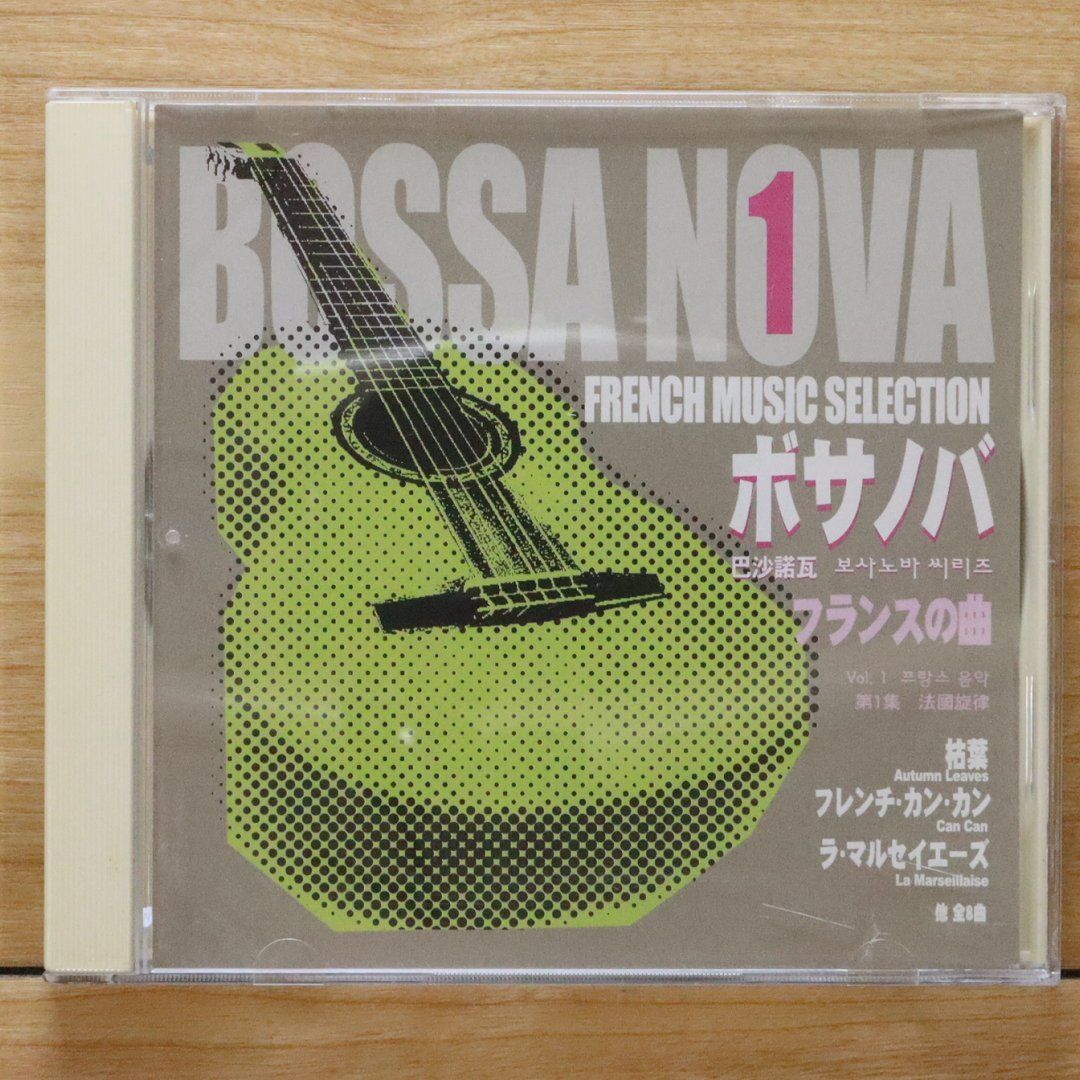 BOSSA NOVA
1
FRENCH MUSIC SELECTION
ボサノバ
巴沙諾瓦 보사노바 씨리즈
フランスの曲
Vol. 1 프랑스 음악
第1集 法國旋律
枯葉
Autumn Leaves
フレンチ・カン・カン
Can Can
ラ・マルセイエーズ
La Marseillaise
他 全8曲